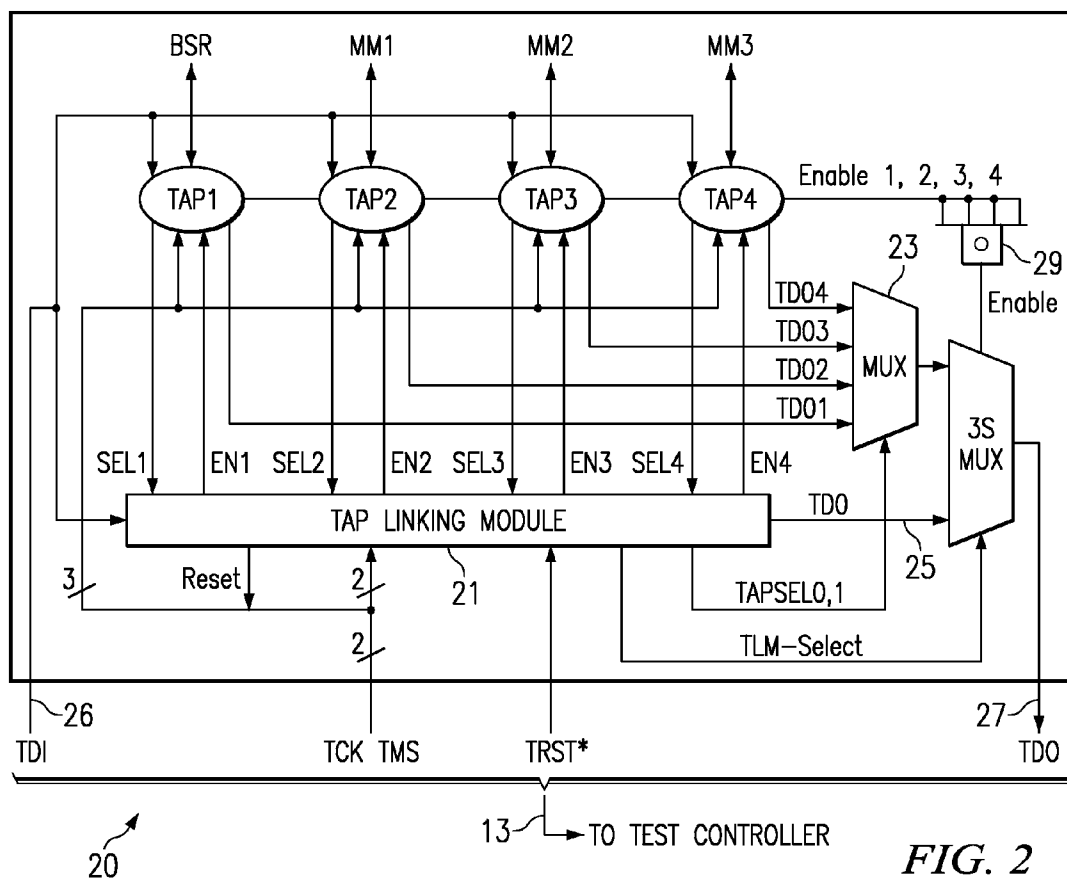 BSR MM1 MM2 MM3
TAP1 TAP2 TAP3 TAP4
Enable 1, 2, 3, 4
29
23
Enable
TDO4
TDO3
TDO2
TDO1
MUX
3S
MUX
SEL1 EN1 SEL2 EN2 SEL3 EN3 SEL4 EN4
TAP LINKING MODULE
TDO
25
3
Reset
2
21
TAPSEL0,1
2
TLM-Select
26
27
TDI TCK TMS TRST* TDO
13
TO TEST CONTROLLER
20
FIG. 2